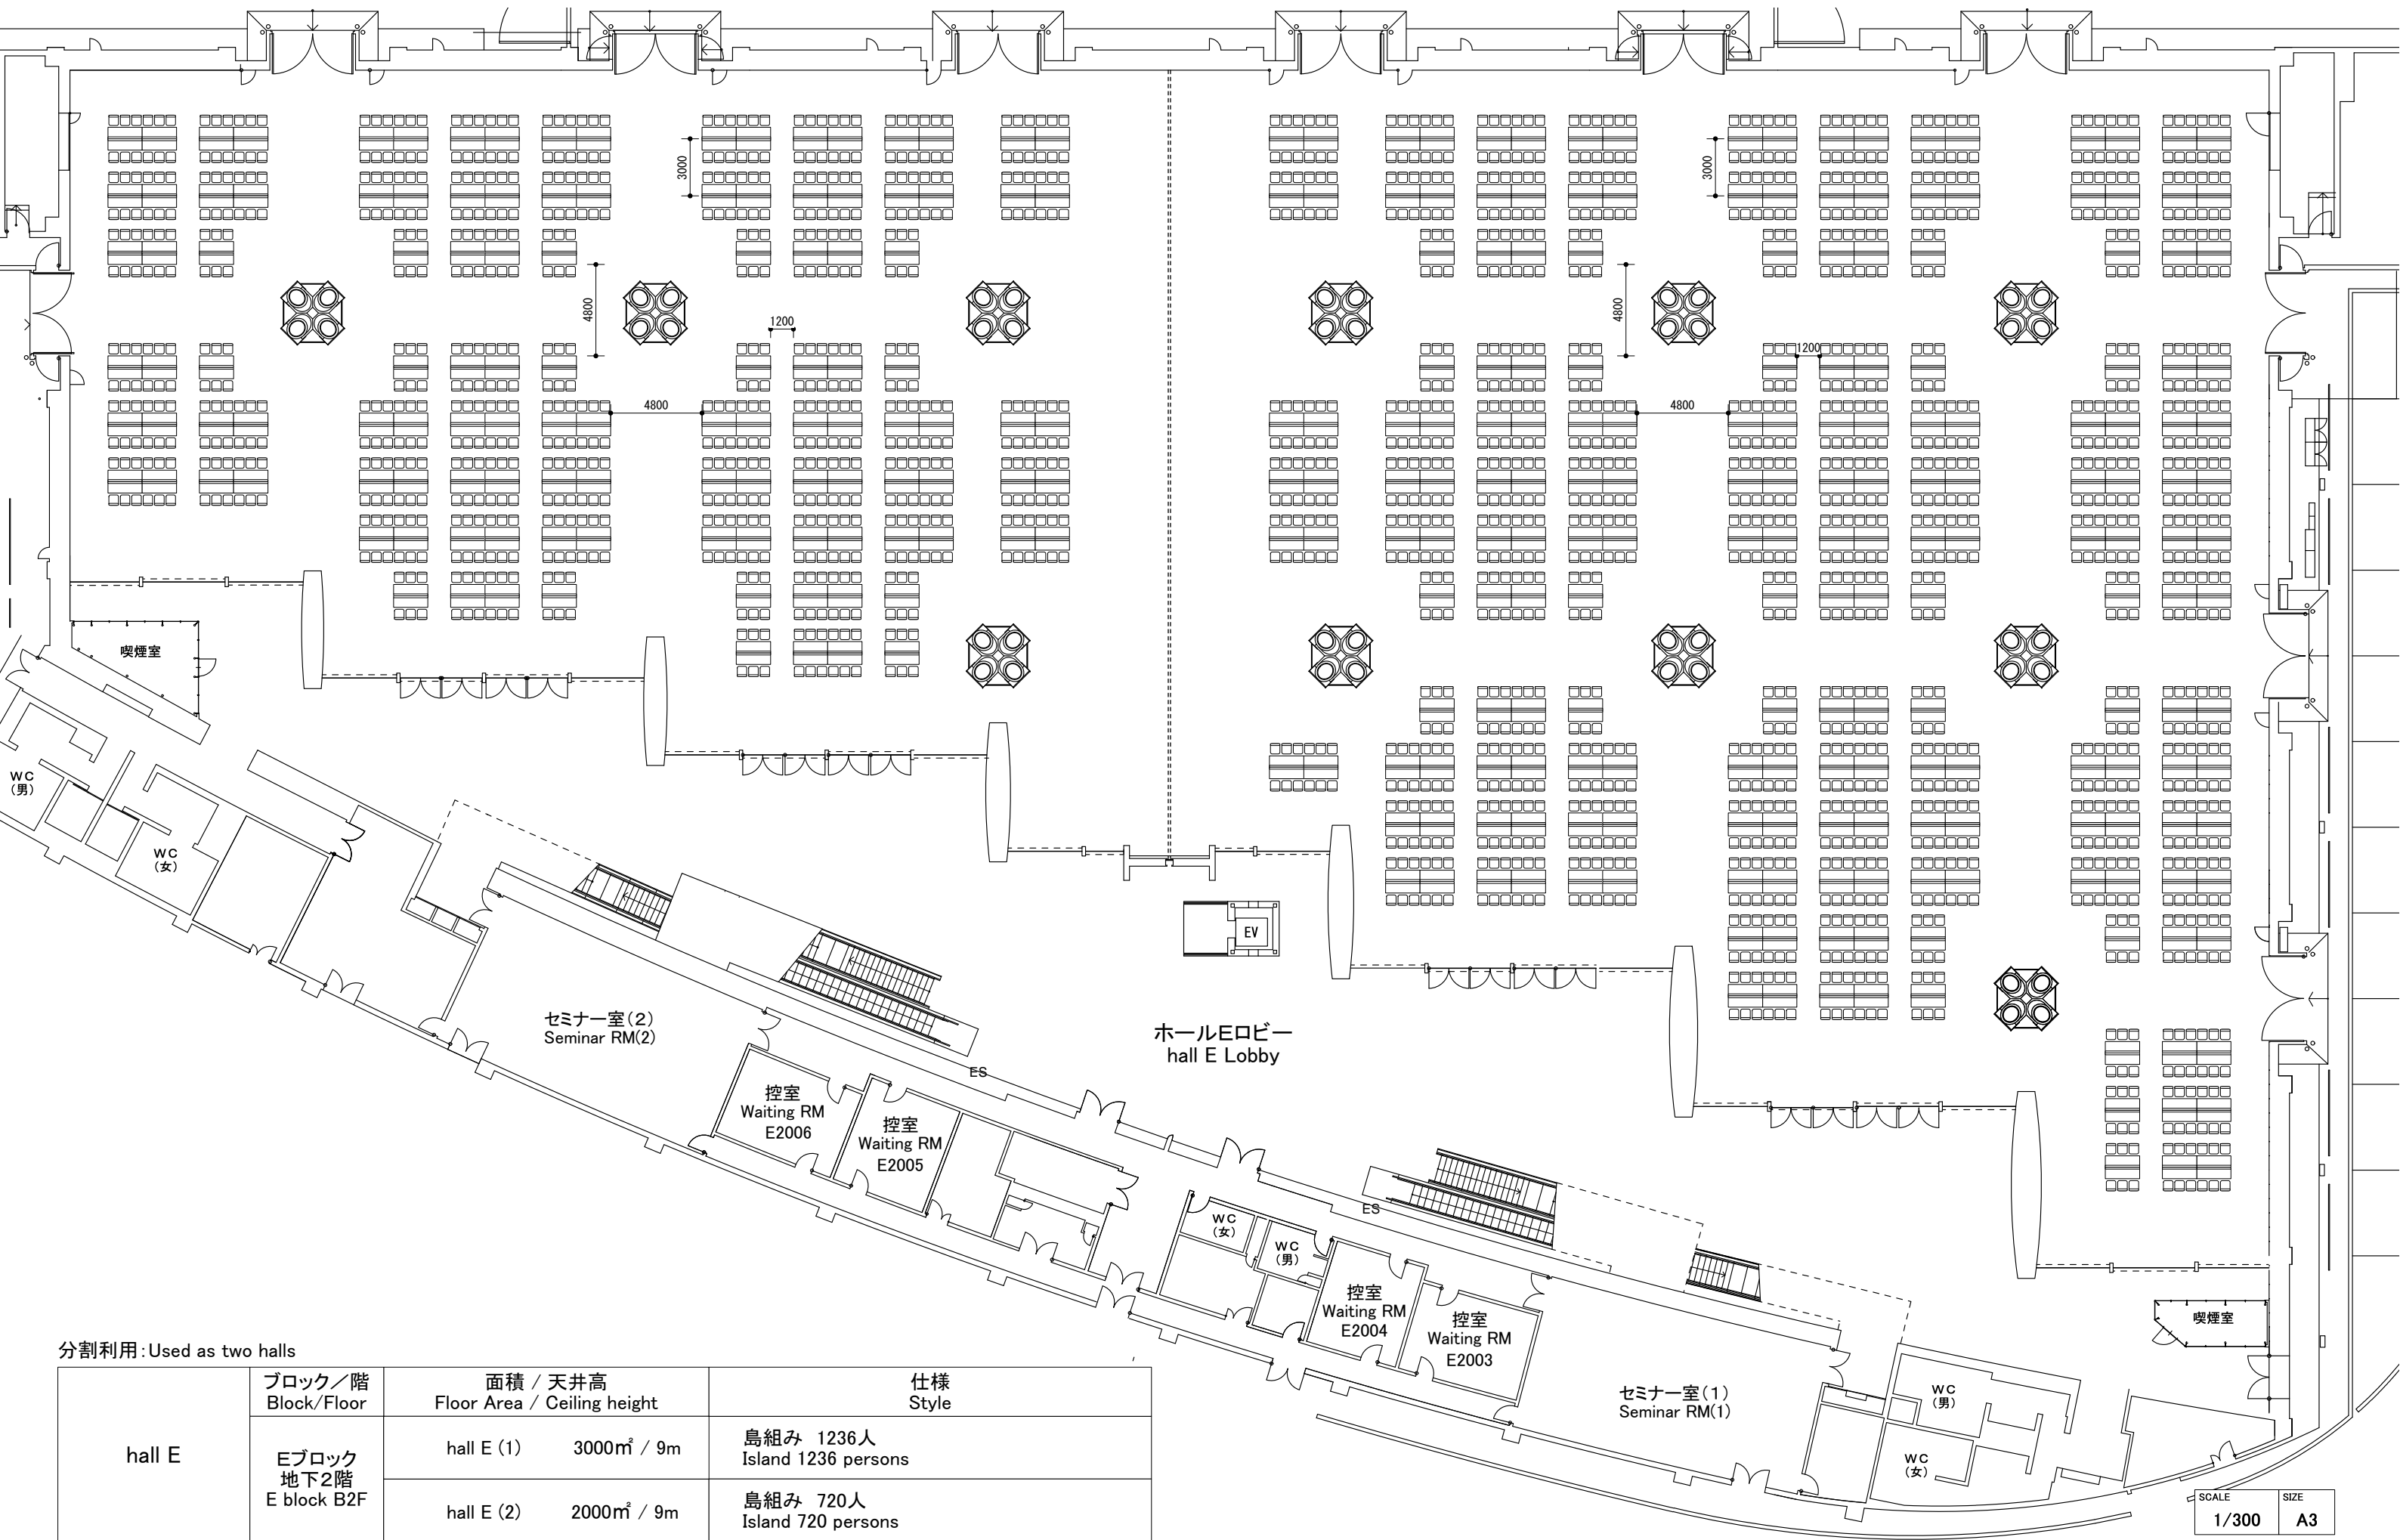 3000
3000
4800
4800
1200
1200
4800
4800
喫煙室
WC
(男)
WC
(女)
EV
セミナー室(2)
Seminar RM(2)
ホールEロビー
hall E Lobby
ES
控室
Waiting RM
E2006
控室
Waiting RM
E2005
ES
WC
(女)
WC
(男)
控室
Waiting RM
E2004
控室
Waiting RM
E2003
喫煙室
セミナー室(1)
Seminar RM(1)
WC
(男)
WC
(女)
分割利用:Used as two halls
hall E
ブロック/階
Block/Floor
面積 / 天井高
Floor Area / Ceiling height
仕様
Style
Eブロック
地下2階
E block B2F
hall E (1) 3000㎡ / 9m
島組み 1236人
Island 1236 persons
hall E (2) 2000㎡ / 9m
島組み 720人
Island 720 persons
SCALE
1/300
SIZE
A3